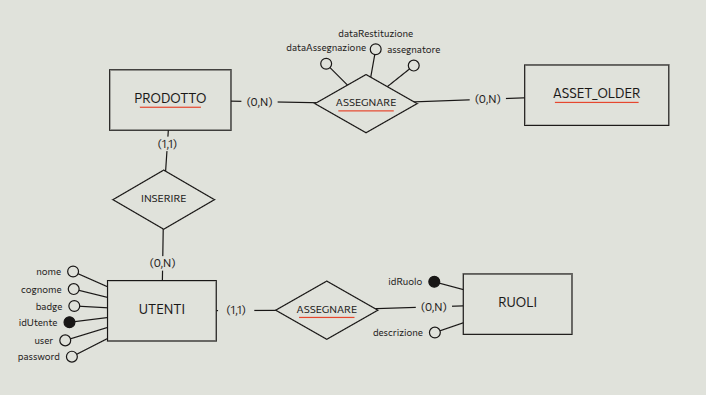 dataRestituzione
dataAssegnazione
assegnatore
PRODOTTO
(0,N)
ASSEGNARE
(0,N)
ASSET_OLDER
(1,1)
INSERIRE
(0,N)
nome
cognome
badge
idUtente
user
password
UTENTI
(1,1)
ASSEGNARE
(0,N)
idRuolo
descrizione
RUOLI